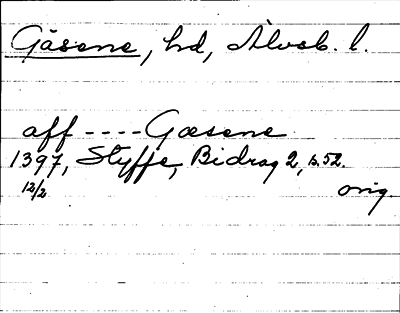 Gäsene, hd, Älvsb. l.
aff ---- Gæsene
1397, Styffe, Bidrag 2, s. 52.
12/2 orig.